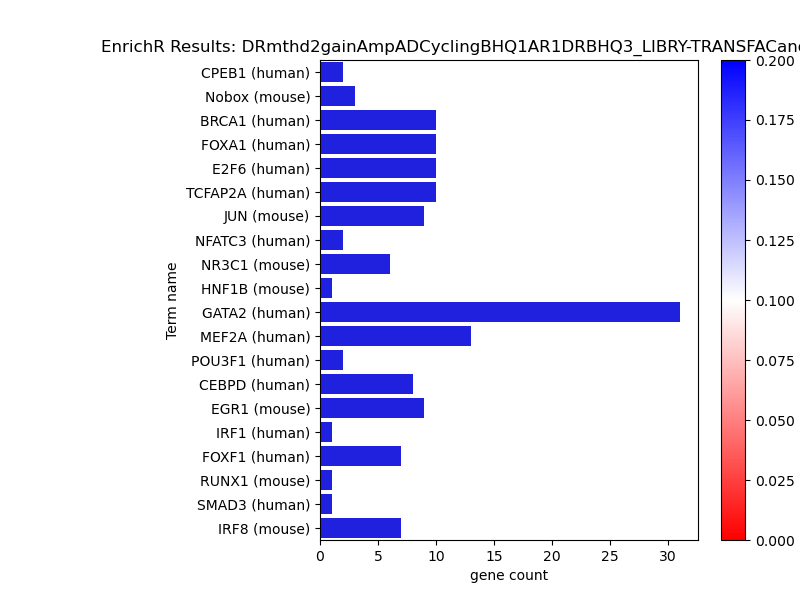 EnrichR Results: DRmthd2gainAmpADCyclingBHQ1AR1DRBHQ3_LIBRY-TRANSFACand
CPEB1 (human)
Nobox (mouse)
BRCA1 (human)
FOXA1 (human)
E2F6 (human)
TCFAP2A (human)
JUN (mouse)
NFATC3 (human)
NR3C1 (mouse)
HNF1B (mouse)
GATA2 (human)
MEF2A (human)
POU3F1 (human)
CEBPD (human)
EGR1 (mouse)
IRF1 (human)
FOXF1 (human)
RUNX1 (mouse)
SMAD3 (human)
IRF8 (mouse)
Term name
0 5 10 15 20 25 30
gene count
0.200
0.175
0.150
0.125
0.100
0.075
0.050
0.025
0.000